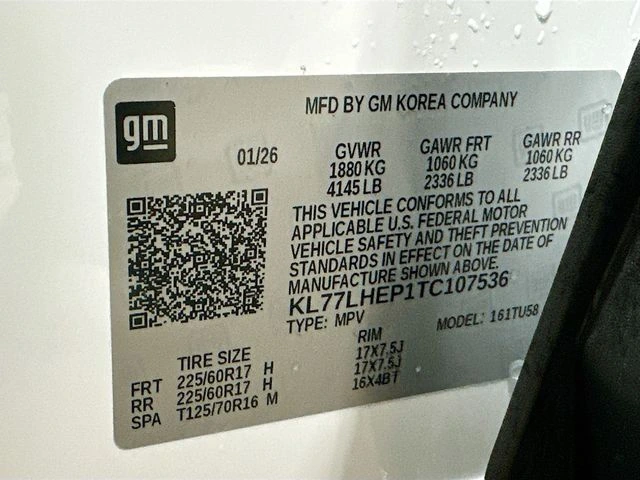 gm
MFD BY GM KOREA COMPANY
01/26
GVWR GAWR FRT GAWR RR
1880 KG 1060 KG 1060 KG
4145 LB 2336 LB 2336 LB
THIS VEHICLE CONFORMS TO ALL
APPLICABLE U.S. FEDERAL MOTOR
VEHICLE SAFETY AND THEFT PREVENTION
STANDARDS IN EFFECT ON THE DATE OF
MANUFACTURE SHOWN ABOVE.
KL77LHEP1TC107536
TYPE: MPV MODEL: 161TU58
TIRE SIZE RIM
FRT 225/60R17 H 17X7.5J
RR 225/60R17 H 17X7.5J
SPA T125/70R16 M 16X4BT